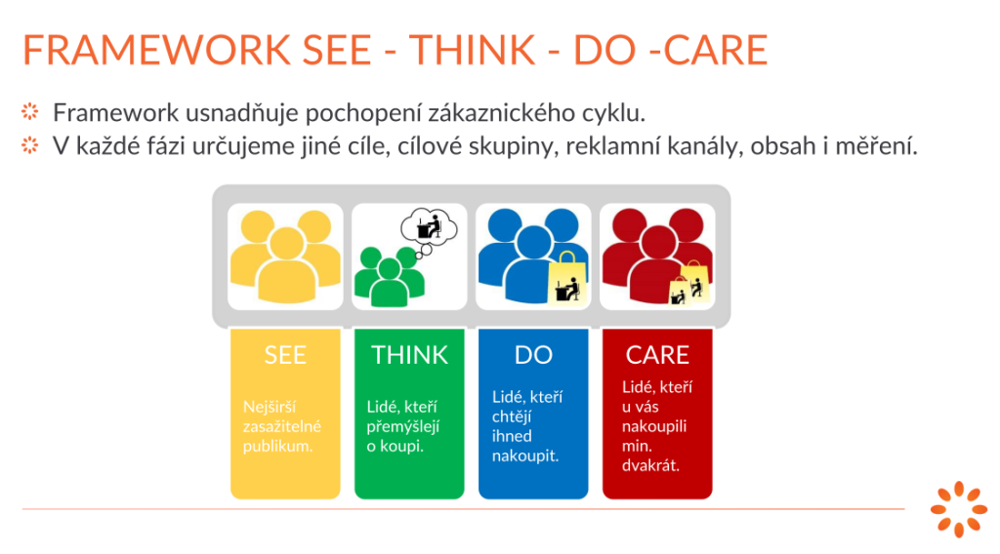 FRAMEWORK SEE - THINK - DO -CARE
Framework usnadňuje pochopení zákaznického cyklu.
V každé fázi určujeme jiné cíle, cílové skupiny, reklamní kanály, obsah i měření.
SEE
Nejširší
zasažitelné
publikum.
THINK
Lidé, kteří
přemýšlejí
o koupi.
DO
Lidé, kteří
chtějí
ihned
nakoupit.
CARE
Lidé, kteří
u vás
nakoupili
min.
dvakrát.